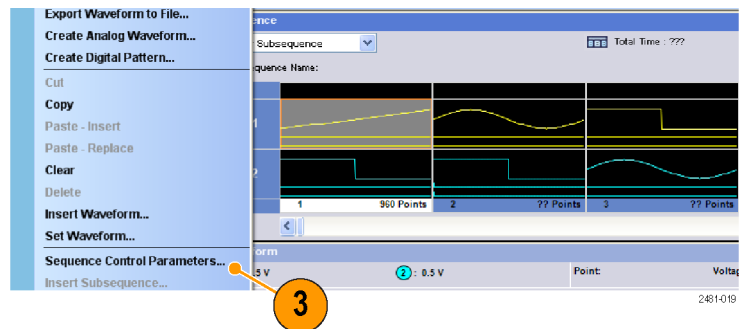 Export Waveform to File...
Create Analog Waveform...
Create Digital Pattern...
Cut
Copy
Paste - Insert
Paste - Replace
Clear
Delete
Insert Waveform...
Set Waveform...
Sequence Control Parameters...
Insert Subsequence...
3
ence
Subsequence
Total Time : ???
quence Name:
1
2
1 960 Points 2 ?? Points 3 ?? Points
orm
.5 V 2 : 0.5 V Point: Voltag
2481-019